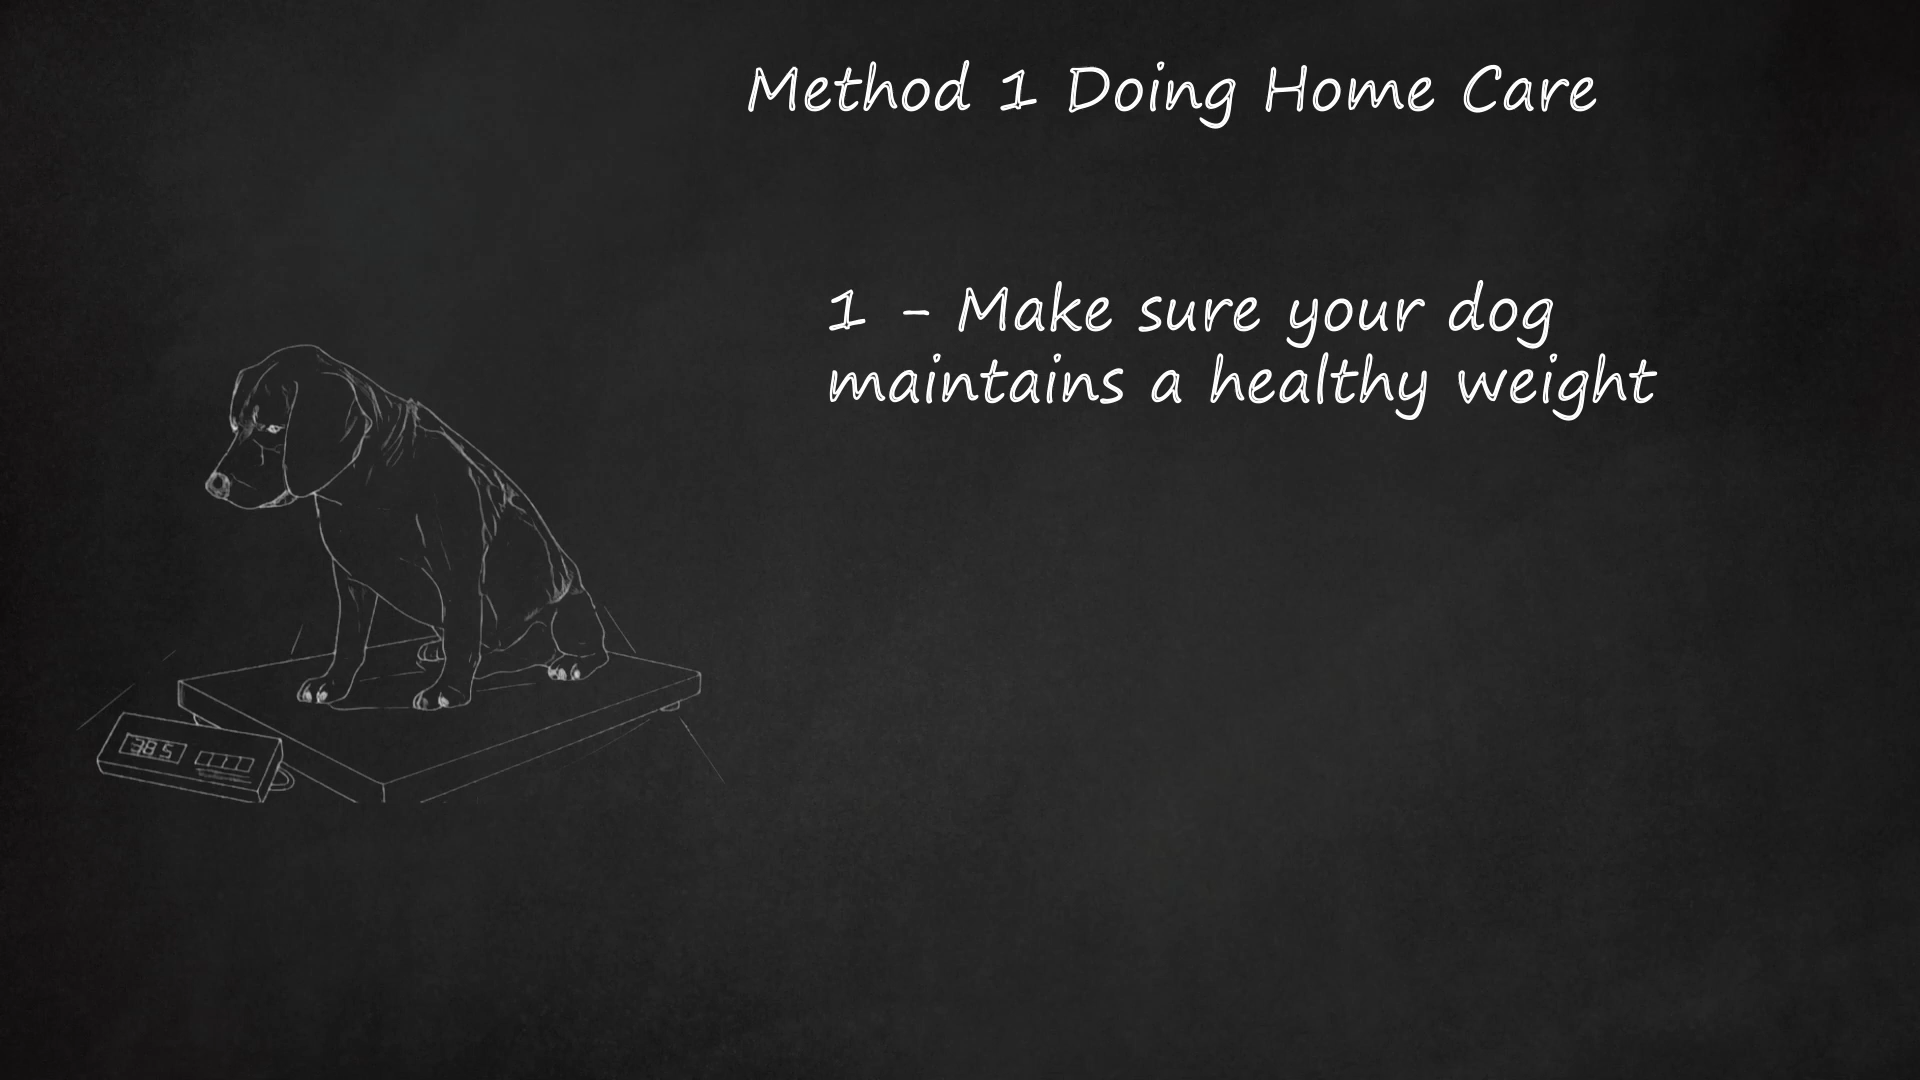 Method 1 Doing Home Care
1 - Make sure your dog
maintains a healthy weight
38.5